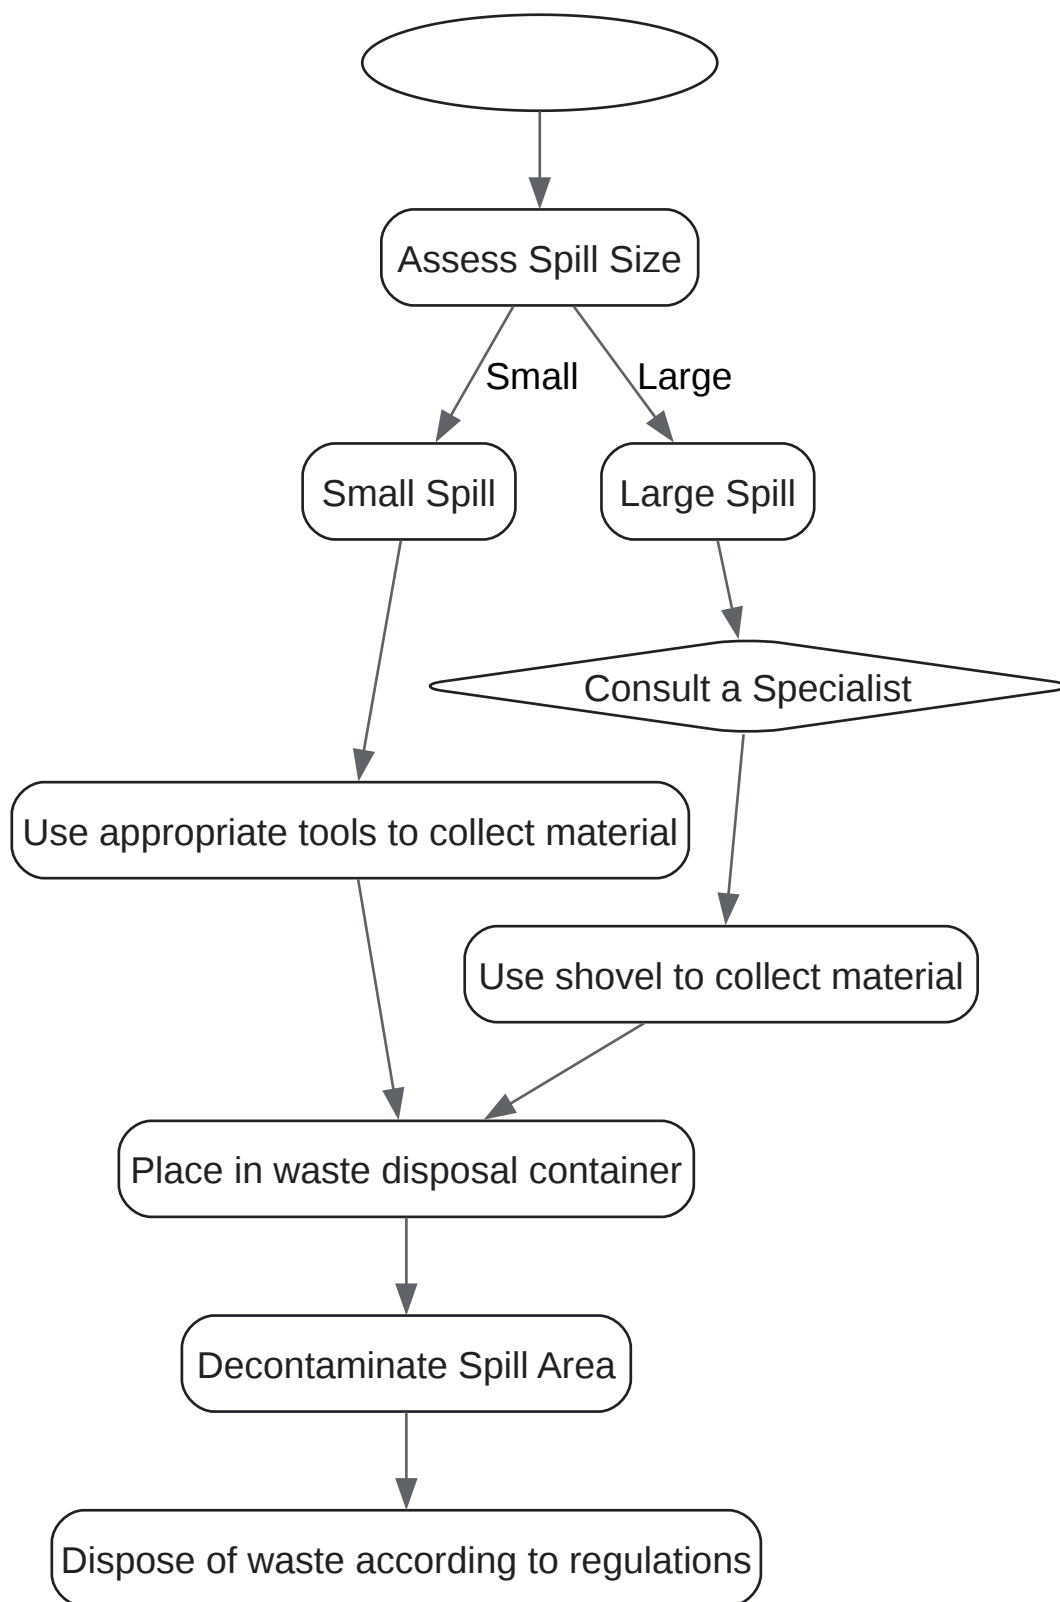 Assess Spill Size
Small
Large
Small Spill
Large Spill
Consult a Specialist
Use appropriate tools to collect material
Use shovel to collect material
Place in waste disposal container
Decontaminate Spill Area
Dispose of waste according to regulations